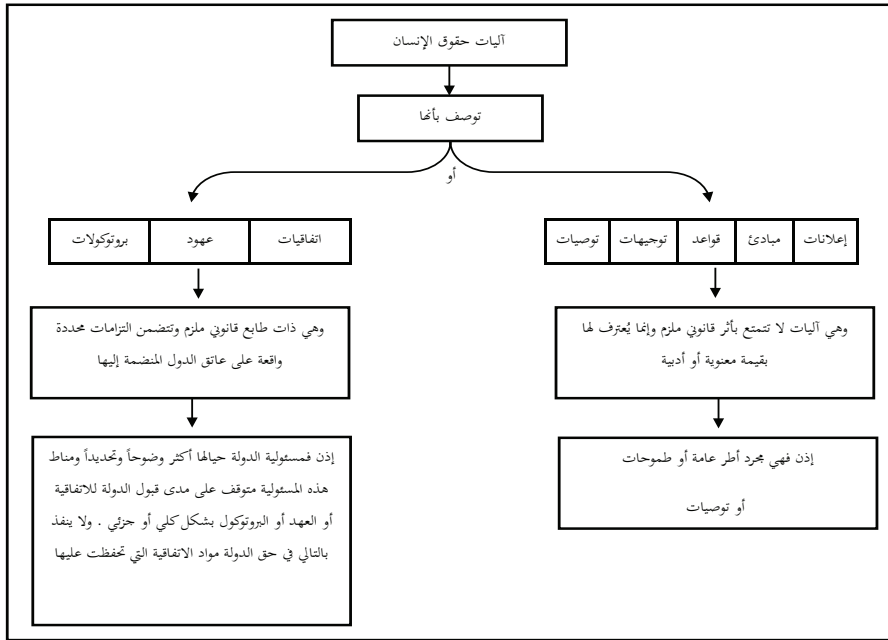 آليات حقوق الإنسان
توصف بأنها
أو
إعلانات
مبادئ
قواعد
توجيهات
توصيات
اتفاقيات
عهود
بروتوكولات
وهي آليات لا تتمتع بأثر قانوني ملزم وإنما يُعترف لها
بقيمة معنوية أو أدبية
وهي ذات طابع قانوني ملزم وتتضمن التزامات محددة
واقعة على عاتق الدول المنضمة إليها
إذن فهي مجرد أطر عامة أو طموحات
أو توصيات
إذن فمسئولية الدولة حيالها أكثر وضوحاً وتحديداً ومناط
هذه المسئولية متوقف على مدى قبول الدولة للاتفاقية
أو العهد أو البروتوكول بشكل كلي أو جزئي . ولا ينفذ
بالتالي في حق الدولة مواد الاتفاقية التي تحفظت عليها